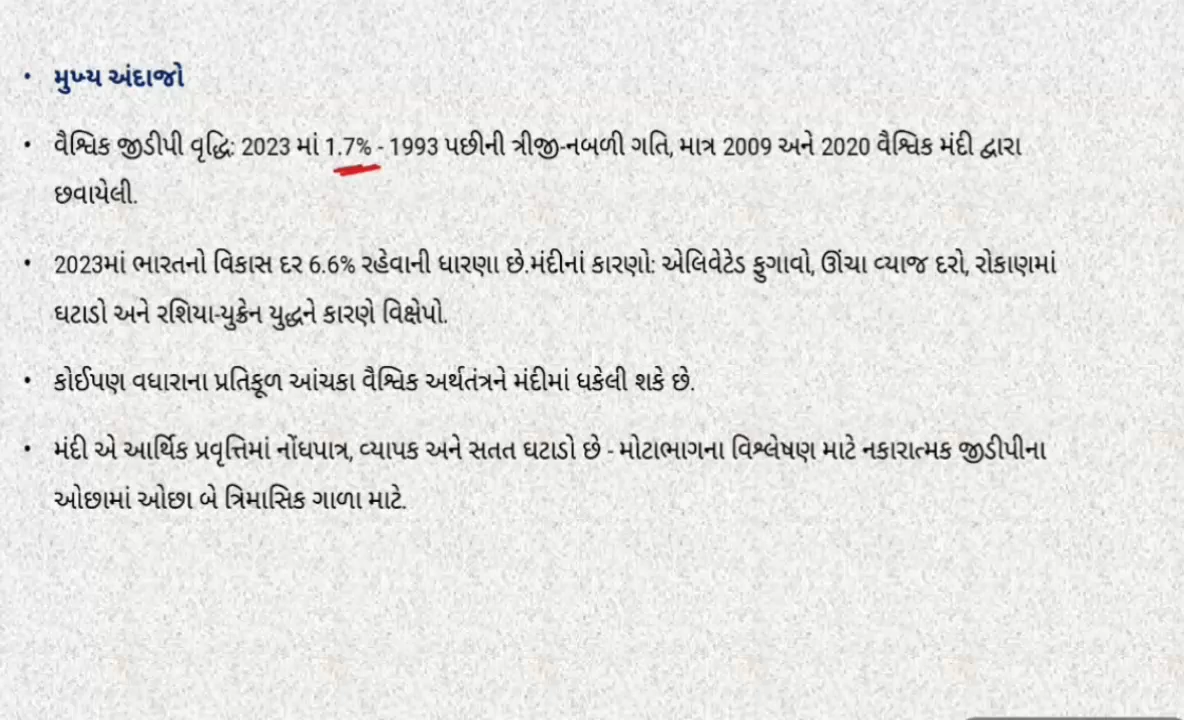 • મુખ્ય અંદાજો
• વૈશ્વિક જીડીપી વૃદ્ધિ: 2023 માં 1.7% - 1993 પછીની ત્રીજી-નબળી ગતિ, માત્ર 2009 અને 2020 વૈશ્વિક મંદી દ્વારા
છવાયેલી.
• 2023માં ભારતનો વિકાસ દર 6.6% રહેવાની ધારણા છે.મંદીનાં કારણો: એલિવેટેડ ફુગાવો, ઊંચા વ્યાજ દરો, રોકાણમાં
ઘટાડો અને રશિયા-યુક્રેન યુદ્ધને કારણે વિક્ષેપો.
• કોઈપણ વધારાના પ્રતિકૂળ આંચકા વૈશ્વિક અર્થતંત્રને મંદીમાં ધકેલી શકે છે.
• મંદી એ આર્થિક પ્રવૃત્તિમાં નોંધપાત્ર, વ્યાપક અને સતત ઘટાડો છે - મોટાભાગના વિશ્લેષણ માટે નકારાત્મક જીડીપીના
ઓછામાં ઓછા બે ત્રિમાસિક ગાળા માટે.